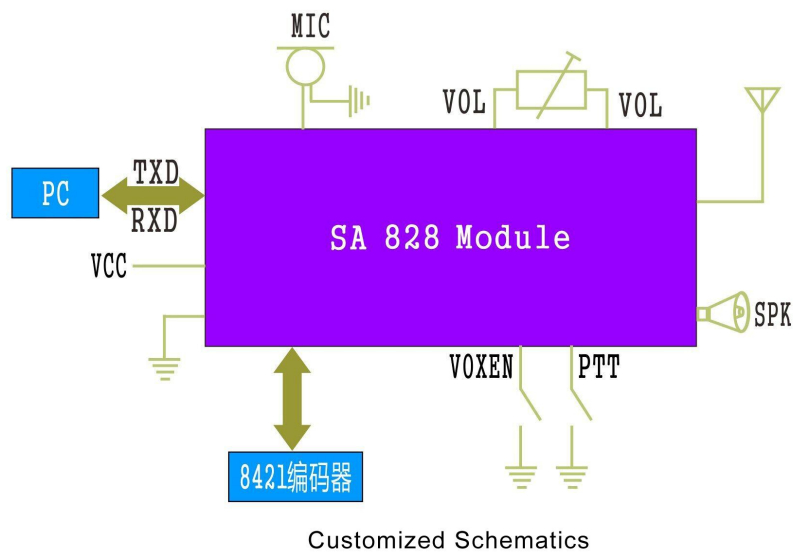 MIC
VOL
VOL
PC
TXD
RXD
SA 828 Module
VCC
SPK
VOXEN
PTT
8421编码器
Customized Schematics